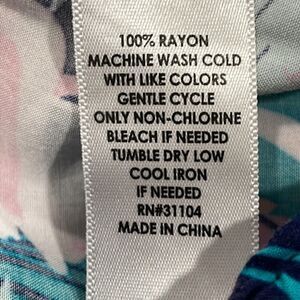 100% RAYON
MACHINE WASH COLD
WITH LIKE COLORS
GENTLE CYCLE
ONLY NON-CHLORINE
BLEACH IF NEEDED
TUMBLE DRY LOW
COOL IRON
IF NEEDED
RN#31104
MADE IN CHINA